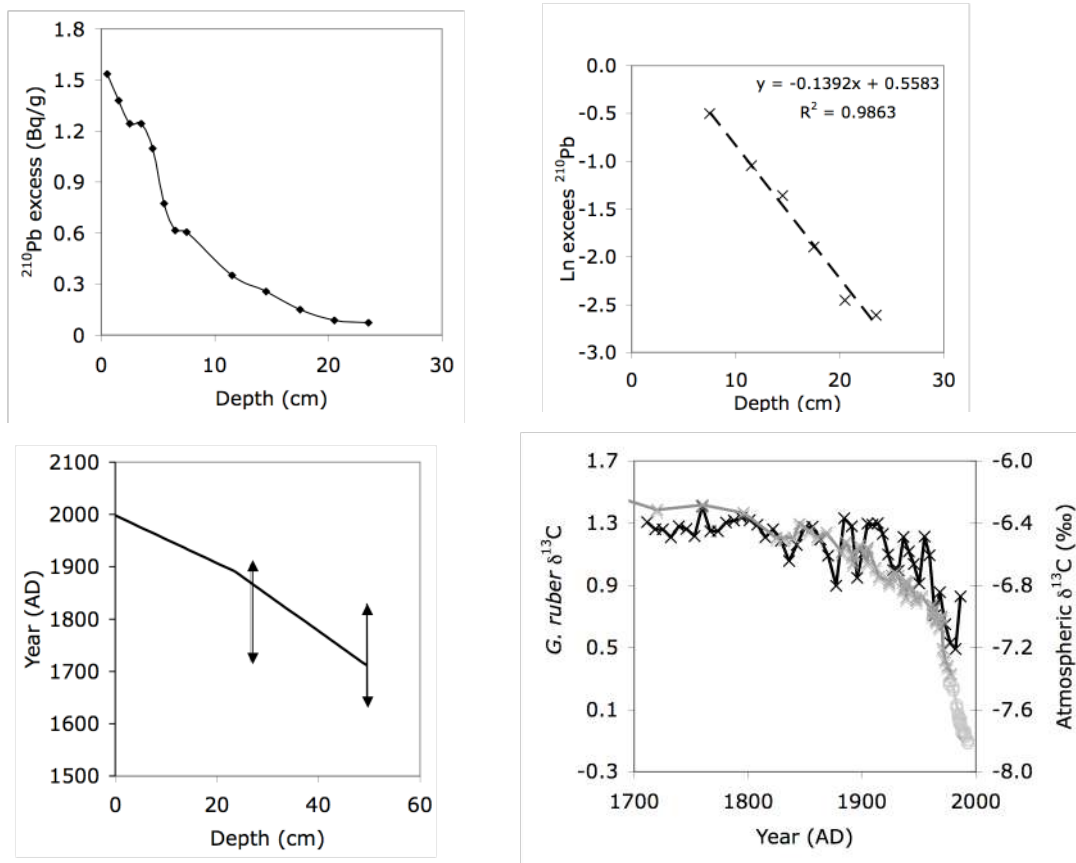 1.8
1.5
1.2
0.9
0.6
0.3
0
²¹⁰Pb excess (Bq/g)
0 10 20 30
Depth (cm)
0.0
-0.5
-1.0
-1.5
-2.0
-2.5
-3.0
Ln excees ²¹⁰Pb
y = -0.1392x + 0.5583
R² = 0.9863
0 10 20 30
Depth (cm)
2100
2000
1900
1800
1700
1600
1500
Year (AD)
0 20 40 60
Depth (cm)
1.7
1.3
0.9
0.5
0.1
-0.3
G. ruber δ¹³C
-6.0
-6.4
-6.8
-7.2
-7.6
-8.0
Atmospheric δ¹³C (‰)
1700 1800 1900 2000
Year (AD)